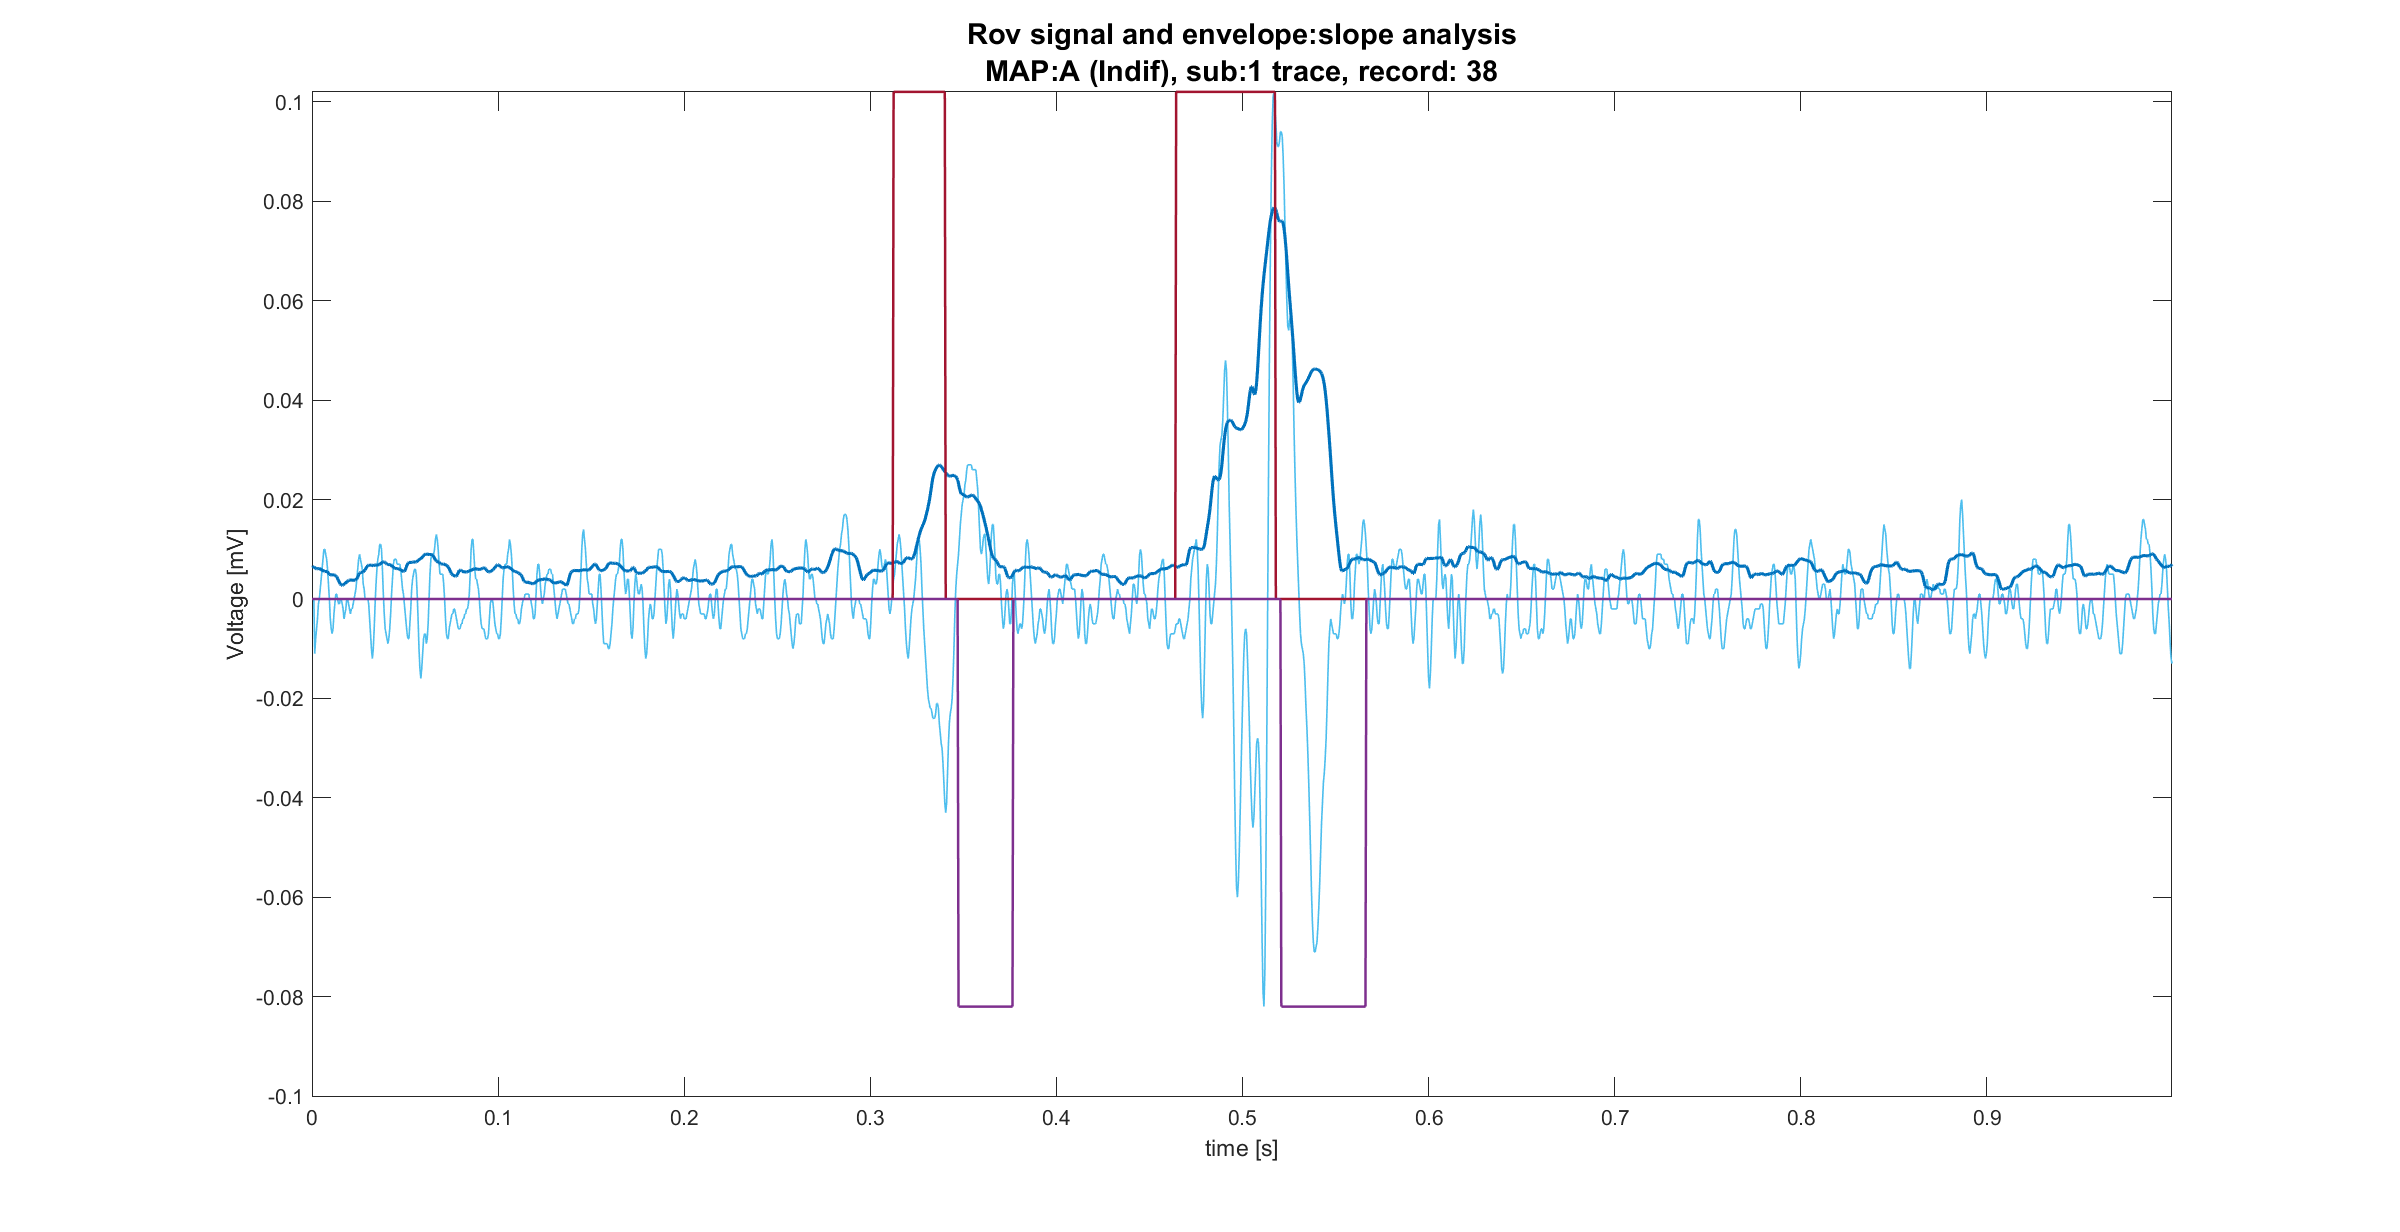 Rov signal and envelope:slope analysis
MAP:A (Indif), sub:1 trace, record: 38
0.1
0.08
0.06
0.04
0.02
0
-0.02
-0.04
-0.06
-0.08
-0.1
Voltage [mV]
0 0.1 0.2 0.3 0.4 0.5 0.6 0.7 0.8 0.9
time [s]